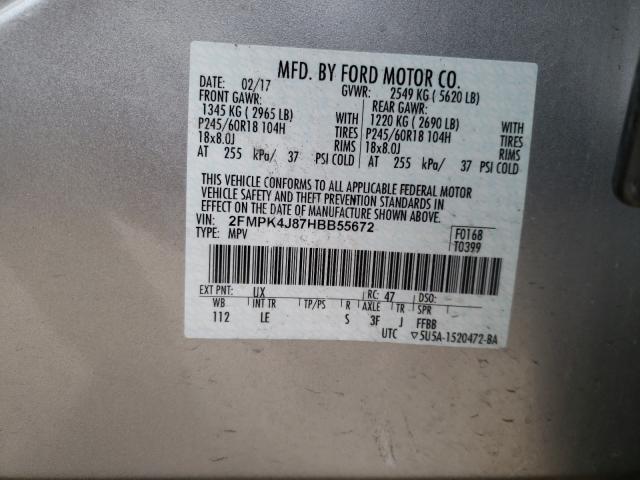 MFD. BY FORD MOTOR CO.
DATE: 02/17 GVWR: 2549 KG ( 5620 LB)
FRONT GAWR: REAR GAWR:
1345 KG ( 2965 LB) WITH 1220 KG ( 2690 LB) WITH
P245/60R18 104H TIRES P245/60R18 104H TIRES
18x8.0J RIMS 18x8.0J RIMS
AT 255 kPa/ 37 PSI COLD AT 255 kPa/ 37 PSI COLD
THIS VEHICLE CONFORMS TO ALL APPLICABLE FEDERAL MOTOR
VEHICLE SAFETY AND THEFT PREVENTION STANDARDS IN
EFFECT ON THE DATE OF MANUFACTURE SHOWN ABOVE.
VIN: 2FMPK4J87HBB55672 F0168
TYPE: MPV T0399
EXT PNT: UX RC: 47 DSO:
WB INT TR TP/PS R AXLE TR SPR
112 LE S 3F J FFBB
UTC ▽5U5A-1520472-BA